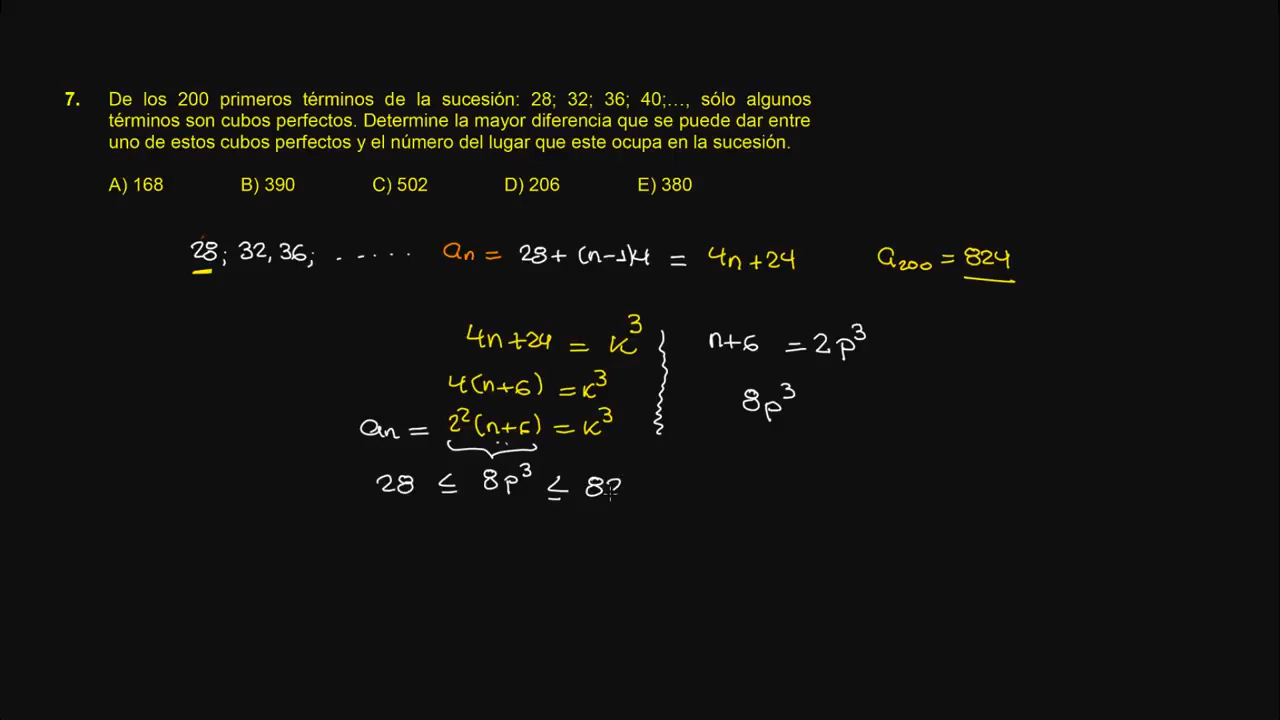 7. De los 200 primeros términos de la sucesión: 28; 32; 36; 40;..., sólo algunos
términos son cubos perfectos. Determine la mayor diferencia que se puede dar entre
uno de estos cubos perfectos y el número del lugar que este ocupa en la sucesión.
A) 168 B) 390 C) 502 D) 206 E) 380
28; 32, 36; ...... an = 28 + (n-1)4 = 4n + 24 a200 = 824
4n + 24 = k³ n+6 = 2p³
4(n+6) = k³ 8p³
an = 2²(n+6) = k³
28 ≤ 8p³ ≤ 82